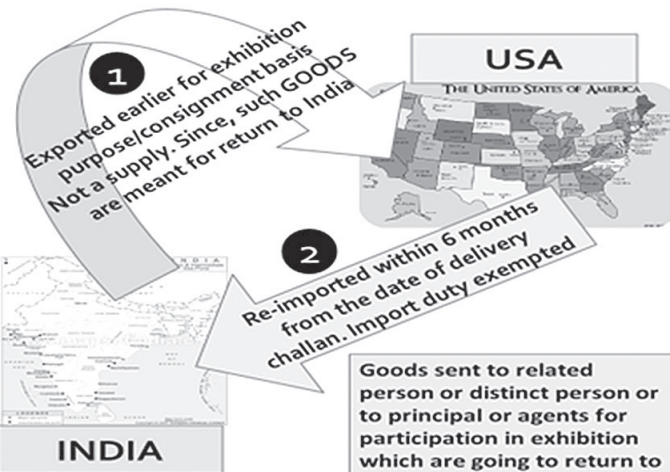 1
Exported earlier for exhibition
purpose/consignment basis
Not a supply. Since, such GOODS
are meant for return to India
USA
THE UNITED STATES OF AMERICA
2
Re-imported within 6 months
from the date of delivery
challan. Import duty exempted
INDIA
INDIA
Goods sent to related
person or distinct person or
to principal or agents for
participation in exhibition
which are going to return to